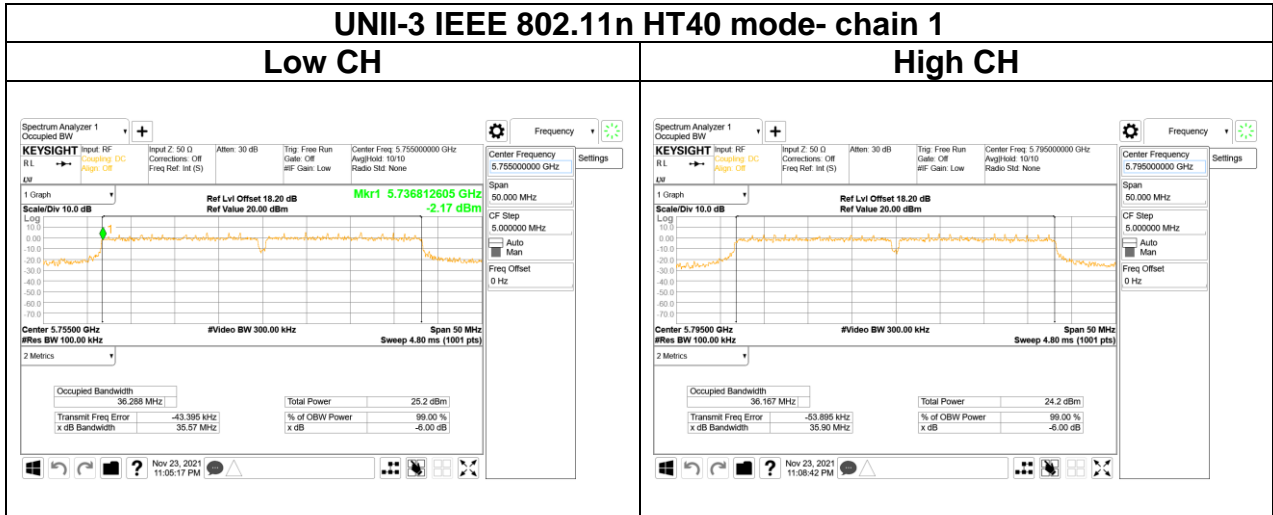 UNII-3 IEEE 802.11n HT40 mode- chain 1
Low CH
High CH
Spectrum Analyzer 1
Occupied BW
Frequency
KEYSIGHT
RL
LXI
Input: RF
Coupling: DC
Align: Off
Input Z: 50 Ω
Corrections: Off
Freq Ref: Int (S)
Atten: 30 dB
Trig: Free Run
Gate: Off
#IF Gain: Low
Center Freq: 5.755000000 GHz
Avg|Hold: 10/10
Radio Std: None
Center Frequency
5.755000000 GHz
Settings
Span
50.000 MHz
CF Step
5.000000 MHz
Auto
Man
Freq Offset
0 Hz
1 Graph
Scale/Div 10.0 dB
Ref Lvl Offset 18.20 dB
Ref Value 20.00 dBm
Mkr1 5.736812605 GHz
-2.17 dBm
Log
10.0
0.00
-10.0
-20.0
-30.0
-40.0
-50.0
-60.0
-70.0
1
Center 5.75500 GHz
#Res BW 100.00 kHz
#Video BW 300.00 kHz
Span 50 MHz
Sweep 4.80 ms (1001 pts)
2 Metrics
Occupied Bandwidth
36.288 MHz
Transmit Freq Error -43.395 kHz
x dB Bandwidth 35.57 MHz
Total Power 25.2 dBm
% of OBW Power 99.00 %
x dB -6.00 dB
?
Nov 23, 2021
11:05:17 PM
Spectrum Analyzer 1
Occupied BW
Frequency
KEYSIGHT
RL
LXI
Input: RF
Coupling: DC
Align: Off
Input Z: 50 Ω
Corrections: Off
Freq Ref: Int (S)
Atten: 30 dB
Trig: Free Run
Gate: Off
#IF Gain: Low
Center Freq: 5.795000000 GHz
Avg|Hold: 10/10
Radio Std: None
Center Frequency
5.795000000 GHz
Settings
Span
50.000 MHz
CF Step
5.000000 MHz
Auto
Man
Freq Offset
0 Hz
1 Graph
Scale/Div 10.0 dB
Ref Lvl Offset 18.20 dB
Ref Value 20.00 dBm
Log
10.0
0.00
-10.0
-20.0
-30.0
-40.0
-50.0
-60.0
-70.0
Center 5.79500 GHz
#Res BW 100.00 kHz
#Video BW 300.00 kHz
Span 50 MHz
Sweep 4.80 ms (1001 pts)
2 Metrics
Occupied Bandwidth
36.167 MHz
Transmit Freq Error -53.895 kHz
x dB Bandwidth 35.90 MHz
Total Power 24.2 dBm
% of OBW Power 99.00 %
x dB -6.00 dB
?
Nov 23, 2021
11:08:42 PM